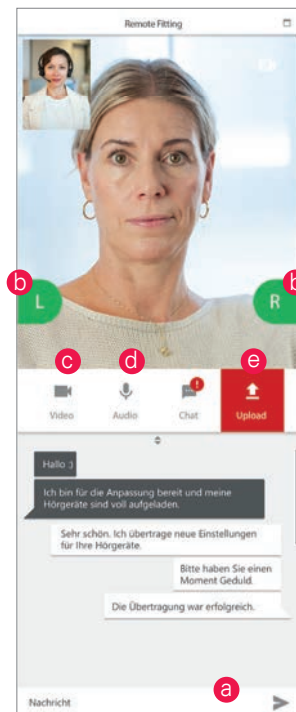 Remote Fitting
b
b
L
R
c
d
e
Video
Audio
!
Chat
Upload
Hallo :)
Ich bin für die Anpassung bereit und meine
Hörgeräte sind voll aufgeladen.
Sehr schön. Ich übertrage neue Einstellungen
für Ihre Hörgeräte.
Bitte haben Sie einen
Moment Geduld.
Die Übertragung war erfolgreich.
a
Nachricht